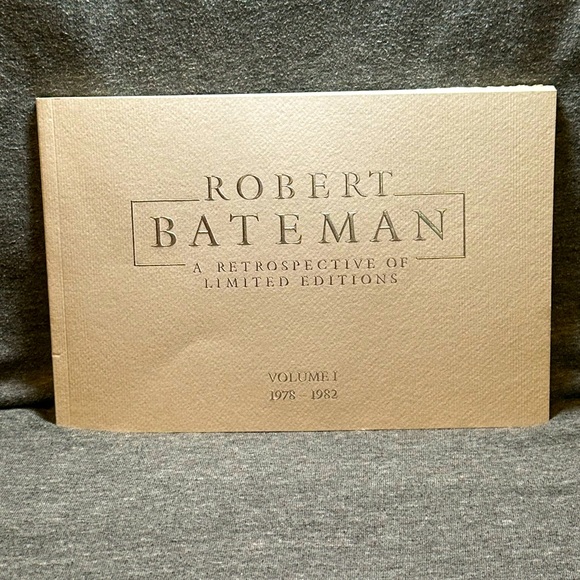 ROBERT
BATEMAN
A RETROSPECTIVE OF
LIMITED EDITIONS
VOLUME I
1978 – 1982